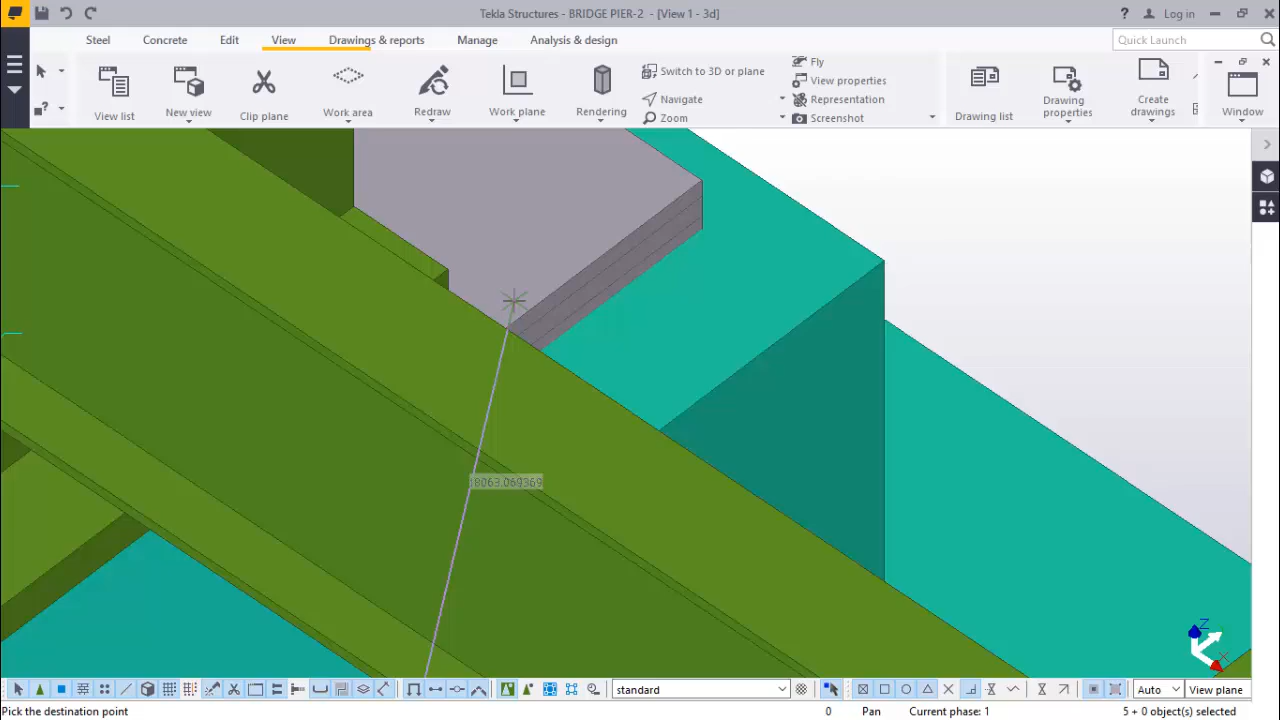 Tekla Structures - BRIDGE PIER-2 - [View 1 - 3d]
? Log in
Steel Concrete Edit View Drawings & reports Manage Analysis & design
Quick Launch
View list
New view
Clip plane
Work area
Redraw
Work plane
Rendering
Switch to 3D or plane
Navigate
Zoom
Fly
View properties
Representation
Screenshot
Drawing list
Drawing properties
Create drawings
Window
18063.069369
Z
X
standard
Auto
View plane
Pick the destination point
0
Pan
Current phase: 1
5 + 0 object(s) selected